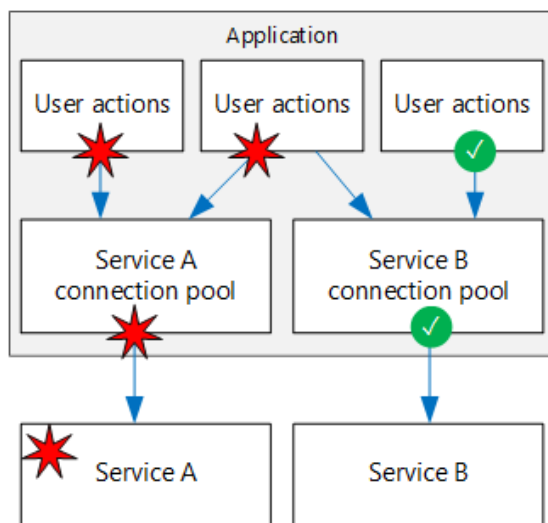 Application
User actions
User actions
User actions
Service A
connection pool
Service B
connection pool
Service A
Service B